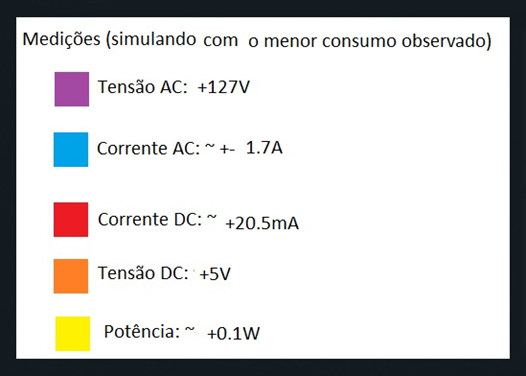 Medições (simulando com o menor consumo observado)
Tensão AC: +127V
Corrente AC: ~ +- 1.7A
Corrente DC: ~ +20.5mA
Tensão DC: +5V
Potência: ~ +0.1W